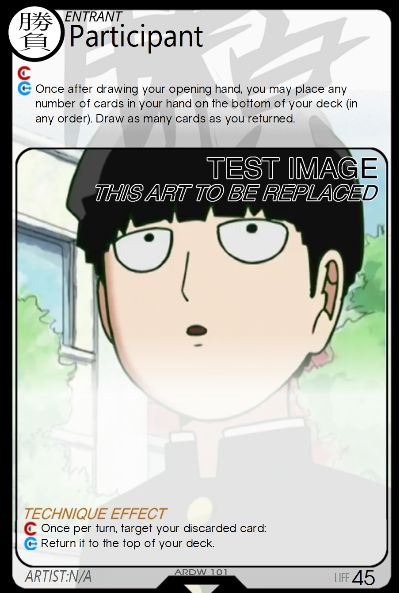 勝負
ENTRANT
Participant
C
C Once after drawing your opening hand, you may place any
number of cards in your hand on the bottom of your deck (in
any order). Draw as many cards as you returned.
TEST IMAGE
THIS ART TO BE REPLACED
TECHNIQUE EFFECT
C Once per turn, target your discarded card:
C Return it to the top of your deck.
ARTIST:N/A
ARDW 101
LIFE 45